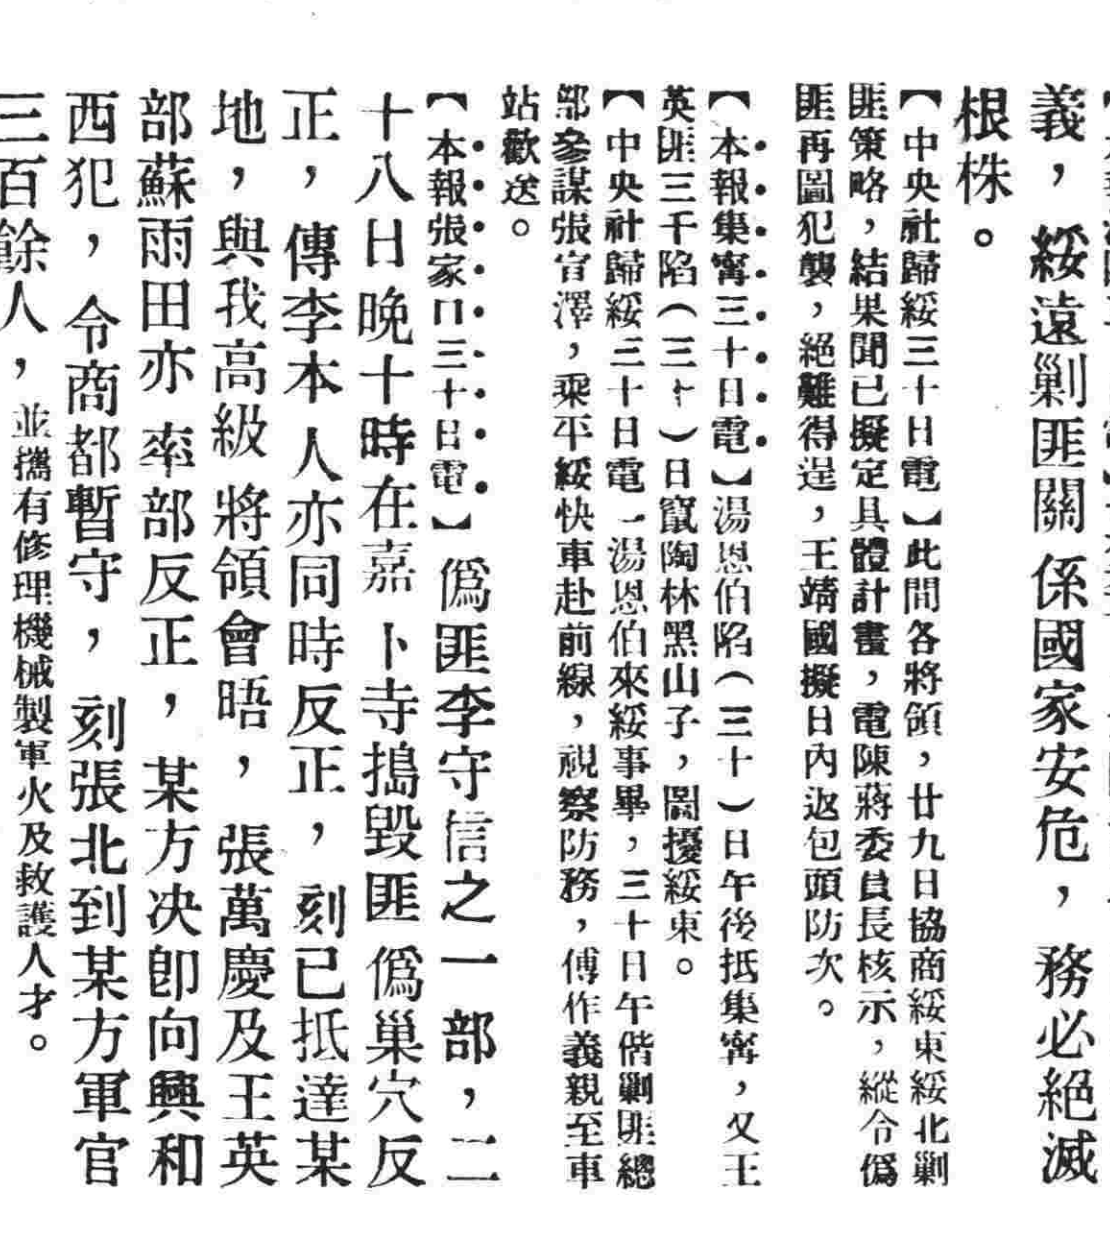 義，綏遠剿匪關係國家安危，務必絕滅
根株。
【中央社歸綏三十日電】此間各將領，廿九日協商綏東綏北剿
匪策略，結果聞已擬定具體計畫，電陳蔣委員長核示，縱令僞
匪再圖犯襲，絕難得逞，王靖國擬日內返包頭防次。
【本報集寗三十日電】湯恩伯陷（三十）日午後抵集寗，又王
英匪三千陷（三十）日竄陶林黑山子，圖擾綏東。
【中央社歸綏三十日電】湯恩伯來綏事畢，三十日午偕剿匪總
部參謀張宣澤，乘平綏快車赴前線，視察防務，傅作義親至車
站歡送。
【本報張家口三十日電】僞匪李守信之一部，二
十八日晚十時在嘉卜寺搗毀匪僞巢穴反
正，傳李本人亦同時反正，刻已抵達某
地，與我高級將領會晤，張萬慶及王英
部蘇雨田亦率部反正，某方决卽向興和
西犯，令商都暫守，刻張北到某方軍官
三百餘人，並攜有修理機械製軍火及救護人才。